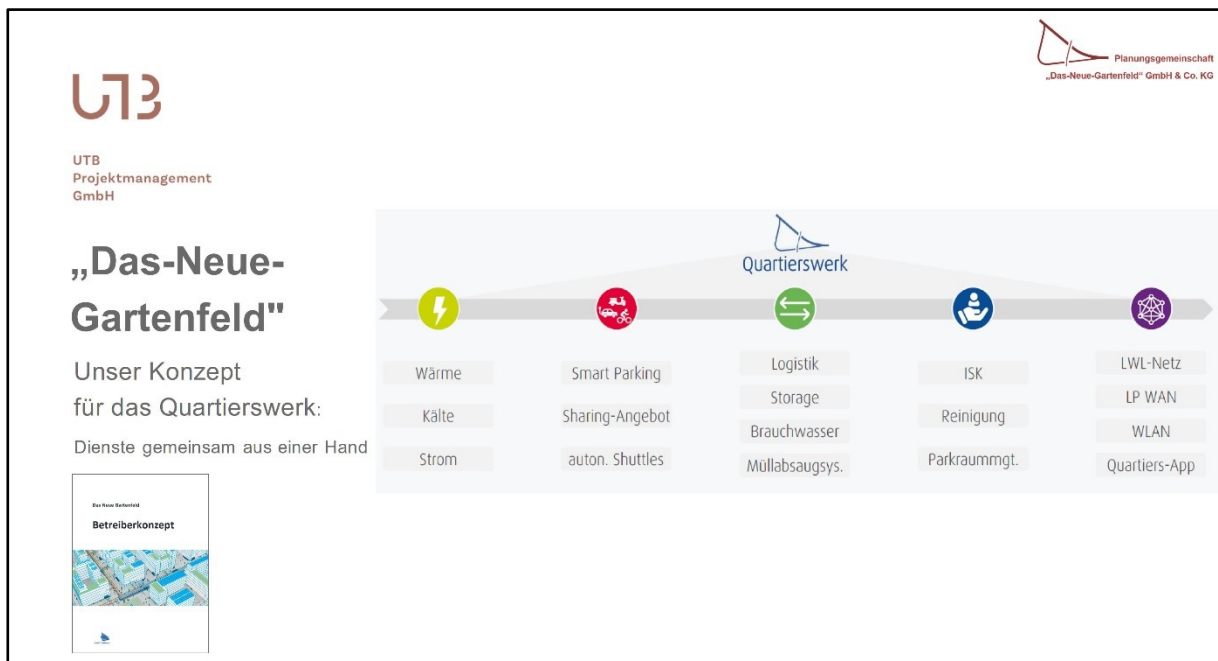 Planungsgemeinschaft
„Das-Neue-Gartenfeld" GmbH & Co. KG
UTB
UTB
Projektmanagement
GmbH
„Das-Neue-
Gartenfeld"
Unser Konzept
für das Quartierswerk:
Dienste gemeinsam aus einer Hand
Das Neue Gartenfeld
Betreiberkonzept
Quartierswerk
Wärme
Kälte
Strom
Smart Parking
Sharing-Angebot
auton. Shuttles
Logistik
Storage
Brauchwasser
Müllabsaugsys.
ISK
Reinigung
Parkraummgt.
LWL-Netz
LP WAN
WLAN
Quartiers-App